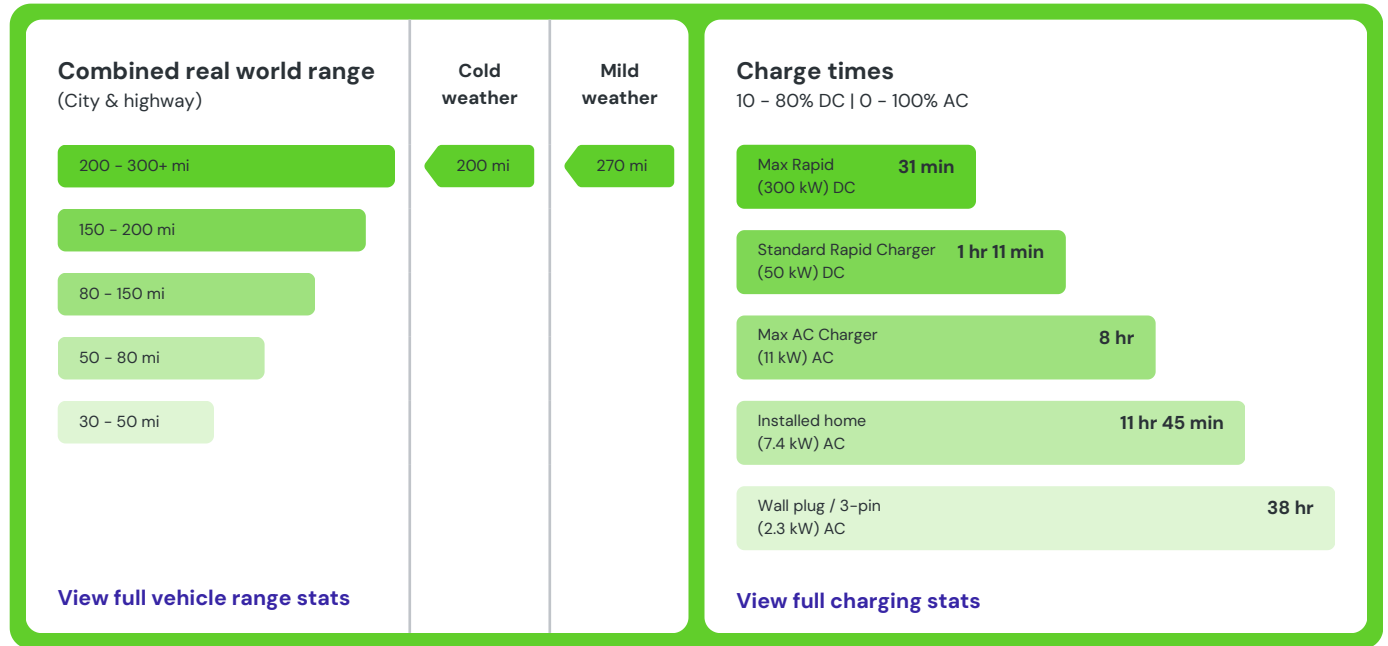 Combined real world range
(City & highway)
Cold
weather
Mild
weather
200 - 300+ mi
200 mi
270 mi
150 - 200 mi
80 - 150 mi
50 - 80 mi
30 - 50 mi
View full vehicle range stats
Charge times
10 - 80% DC | 0 - 100% AC
Max Rapid
(300 kW) DC
31 min
Standard Rapid Charger
(50 kW) DC
1 hr 11 min
Max AC Charger
(11 kW) AC
8 hr
Installed home
(7.4 kW) AC
11 hr 45 min
Wall plug / 3-pin
(2.3 kW) AC
38 hr
View full charging stats